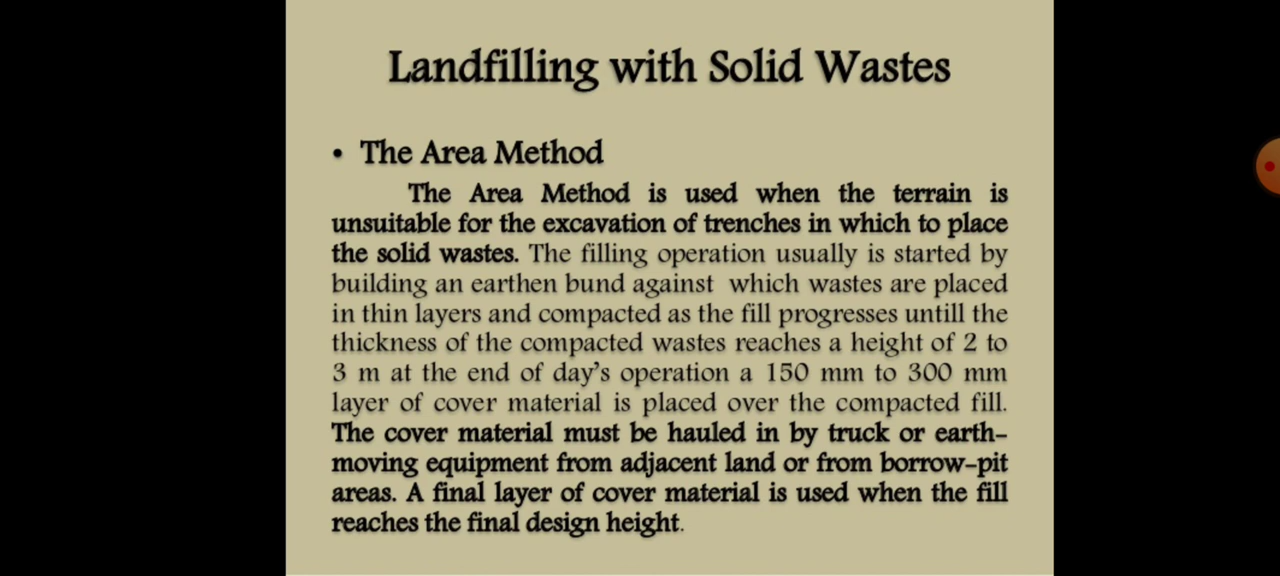 Landfilling with Solid Wastes
• The Area Method
The Area Method is used when the terrain is
unsuitable for the excavation of trenches in which to place
the solid wastes. The filling operation usually is started by
building an earthen bund against which wastes are placed
in thin layers and compacted as the fill progresses untill the
thickness of the compacted wastes reaches a height of 2 to
3 m at the end of day's operation a 150 mm to 300 mm
layer of cover material is placed over the compacted fill.
The cover material must be hauled in by truck or earth-
moving equipment from adjacent land or from borrow-pit
areas. A final layer of cover material is used when the fill
reaches the final design height.